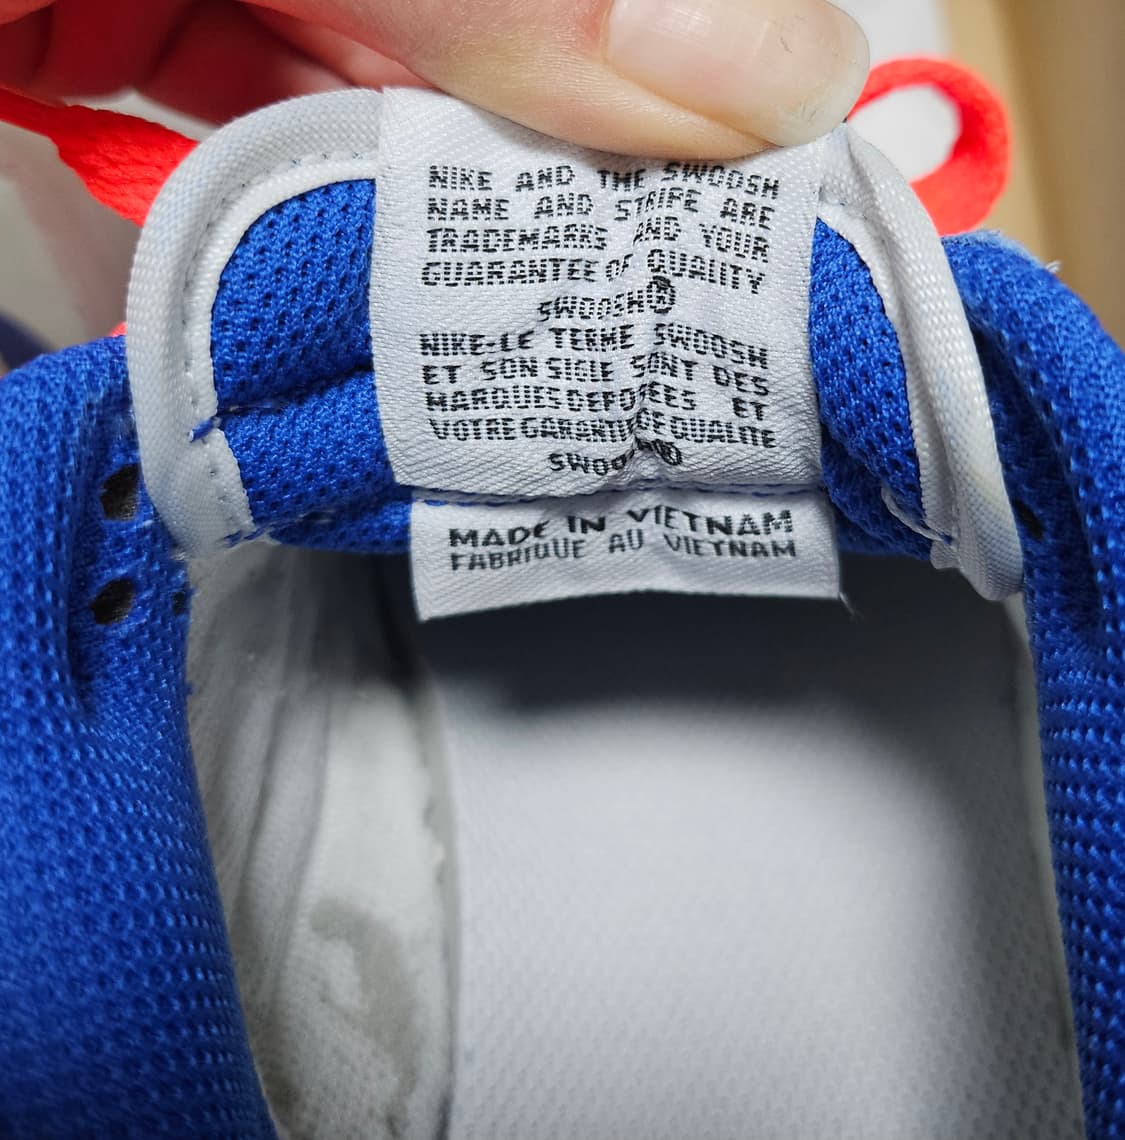 NIKE AND THE SWOOSH
NAME AND STRIPE ARE
TRADEMARKS AND YOUR
GUARANTEE OF QUALITY
SWOOSH®
NIKE-LE TERME SWOOSH
ET SON SIGLE SONT DES
MARQUES DEPOSEES ET
VOTRE GARANTIE DE QUALITE
SWOOSH®
MADE IN VIETNAM
FABRIQUE AU VIETNAM